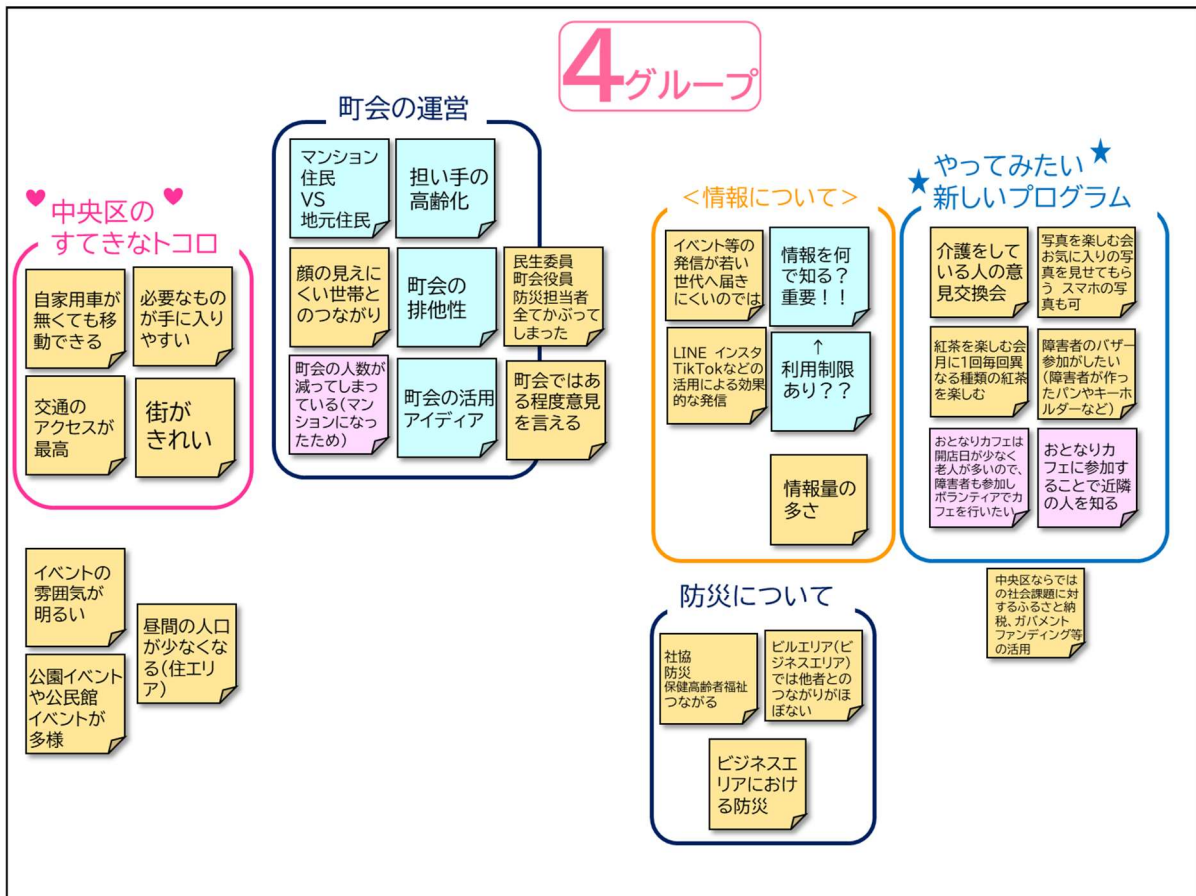 4グループ
中央区の
すてきなトコロ
自家用車が
無くても移
動できる
必要なもの
が手に入り
やすい
交通の
アクセスが
最高
街が
きれい
イベントの
雰囲気が
明るい
昼間の人口
が少なくな
る(住エリ
ア)
公園イベント
や公民館
イベントが
多様
町会の運営
マンション
住民
VS
地元住民
担い手の
高齢化
顔の見えに
くい世帯と
のつながり
町会の
排他性
民生委員
町会役員
防災担当者
全てかぶって
しまった
町会の人数が
減ってしまっ
ている(マン
ションになっ
たため)
町会の活用
アイディア
町会ではあ
る程度意見
を言える
<情報について>
イベント等の
発信が若い
世代へ届き
にくいのでは
情報を何
で知る?
重要!!
LINE インスタ
TikTokなどの
活用による効果
的な発信
↑
利用制限
あり??
情報量の
多さ
防災について
社協
防災
保健高齢者福祉
つながる
ビルエリア(ビ
ジネスエリア)
では他者との
つながりがほ
ぼない
ビジネスエ
リアにおけ
る防災
やってみたい
新しいプログラム
介護をして
いる人の意
見交換会
写真を楽しむ会
お気に入りの写
真を見せてもら
う スマホの写
真も可
紅茶を楽しむ会
月に1回毎回異
なる種類の紅茶
を楽しむ
障害者のバザー
参加がしたい
(障害者が作っ
たパンやキーホ
ルダーなど)
おとなりカフェは
開店日が少なく
老人が多いので、
障害者も参加し
ボランティアでカ
フェを行いたい
おとなりカ
フェに参加す
ることで近隣
の人を知る
中央区ならでは
の社会課題に対
するふるさと納
税、ガバメント
ファンディング等
の活用